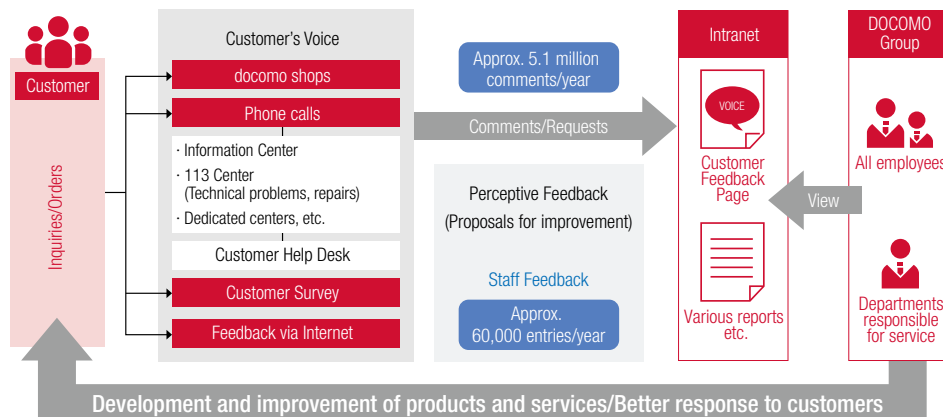 Customer
Inquiries/Orders
Customer's Voice
docomo shops
Phone calls
· Information Center
· 113 Center
(Technical problems, repairs)
· Dedicated centers, etc.
Customer Help Desk
Customer Survey
Feedback via Internet
Approx. 5.1 million
comments/year
Comments/Requests
Perceptive Feedback
(Proposals for improvement)
Staff Feedback
Approx.
60,000 entries/year
Intranet
VOICE
Customer
Feedback
Page
Various reports
etc.
View
DOCOMO
Group
All employees
Departments
responsible
for service
Development and improvement of products and services/Better response to customers